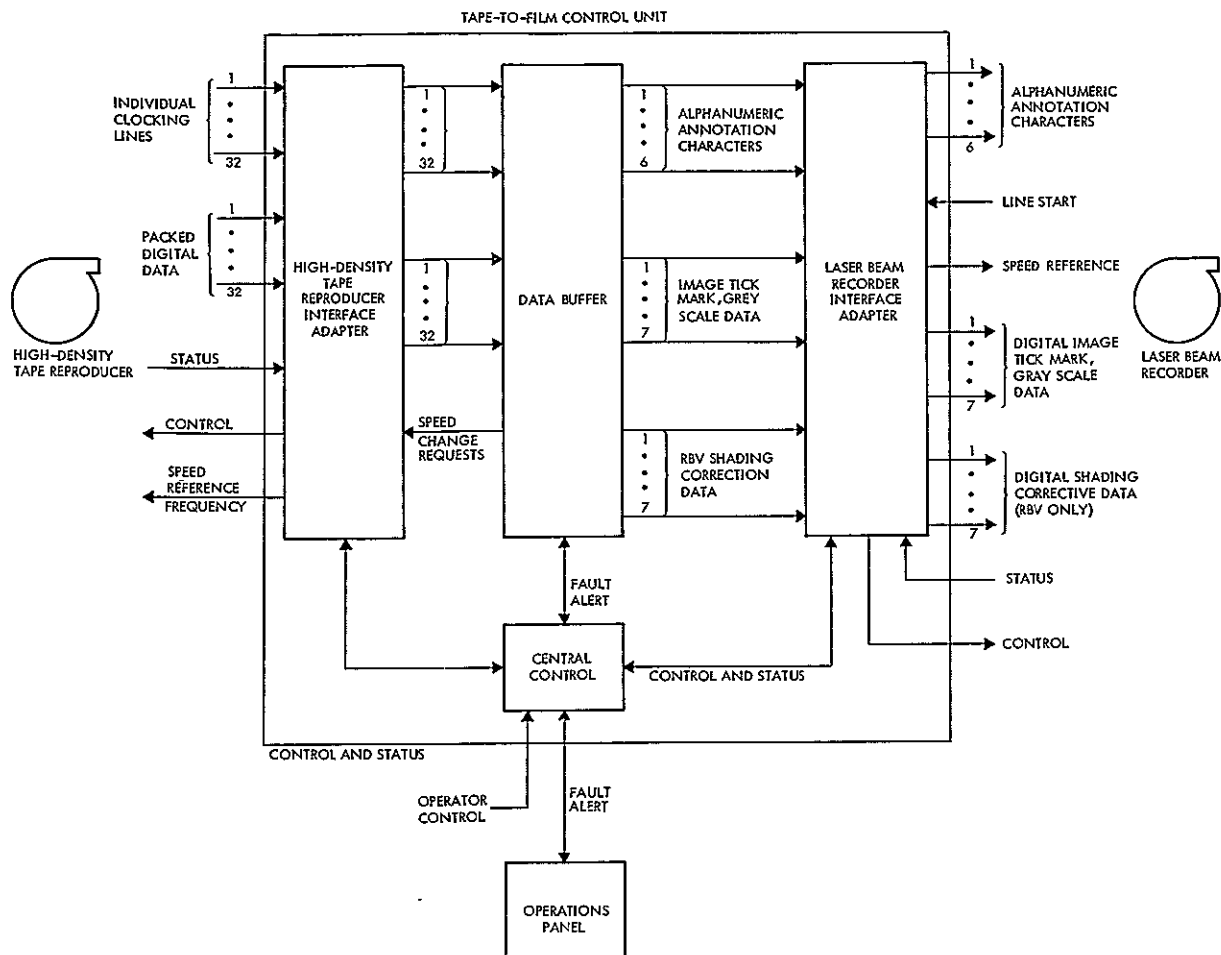 TAPE-TO-FILM CONTROL UNIT
INDIVIDUAL
CLOCKING
LINES
1
32
PACKED
DIGITAL
DATA
1
32
HIGH-DENSITY
TAPE REPRODUCER
STATUS
CONTROL
SPEED
REFERENCE
FREQUENCY
HIGH-DENSITY
TAPE
REPRODUCER
INTERFACE
ADAPTER
1
32
1
32
SPEED
CHANGE
REQUESTS
DATA BUFFER
1
6
ALPHANUMERIC
ANNOTATION
CHARACTERS
1
7
IMAGE TICK
MARK, GREY
SCALE DATA
1
7
RBV SHADING
CORRECTION
DATA
LASER BEAM
RECORDER
INTERFACE
ADAPTER
1
6
ALPHANUMERIC
ANNOTATION
CHARACTERS
LINE START
SPEED REFERENCE
1
7
DIGITAL IMAGE
TICK MARK,
GRAY SCALE
DATA
LASER BEAM
RECORDER
1
7
DIGITAL SHADING
CORRECTIVE DATA
(RBV ONLY)
STATUS
CONTROL
FAULT
ALERT
CENTRAL
CONTROL
CONTROL AND STATUS
CONTROL AND STATUS
OPERATOR
CONTROL
FAULT
ALERT
OPERATIONS
PANEL